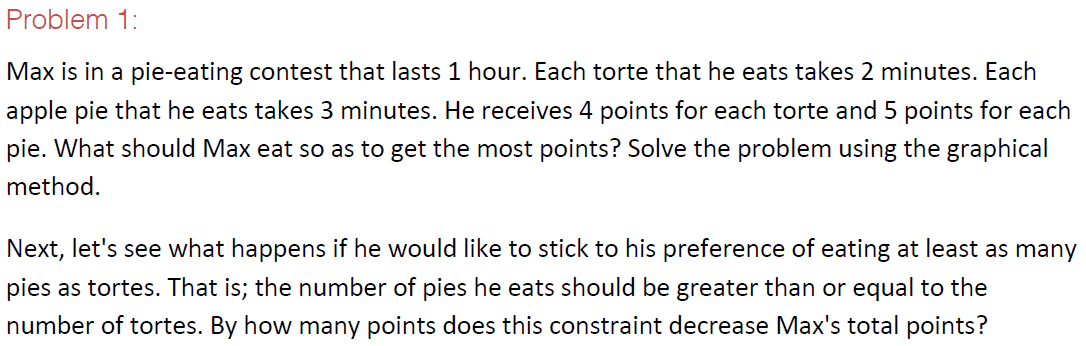 Problem 1:
Max is in a pie-eating contest that lasts 1 hour. Each torte that he eats takes 2 minutes. Each
apple pie that he eats takes 3 minutes. He receives 4 points for each torte and 5 points for each
pie. What should Max eat so as to get the most points? Solve the problem using the graphical
method.
Next, let's see what happens if he would like to stick to his preference of eating at least as many
pies as tortes. That is; the number of pies he eats should be greater than or equal to the
number of tortes. By how many points does this constraint decrease Max's total points?